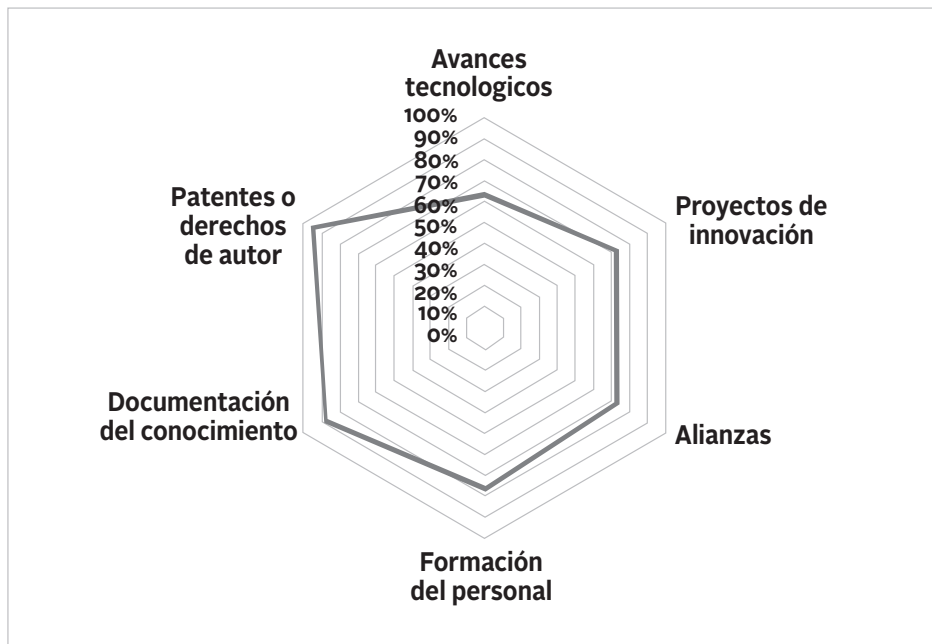 Avances
tecnologicos
100%
90%
80%
70%
60%
50%
40%
30%
20%
10%
0%
Proyectos de
innovación
Alianzas
Formación
del personal
Documentación
del conocimiento
Patentes o
derechos
de autor